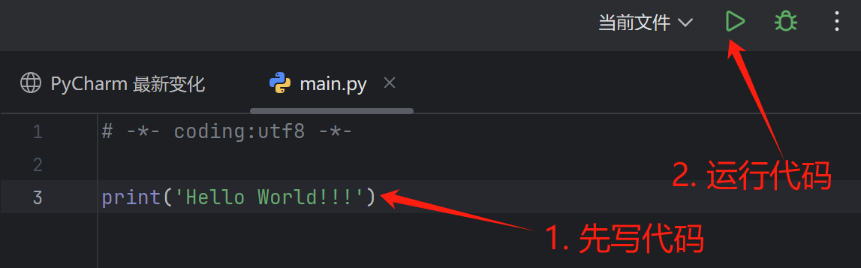 当前文件
PyCharm 最新变化
main.py
1 # -*- coding:utf8 -*-
2
3 print('Hello World!!!')
2. 运行代码
1. 先写代码